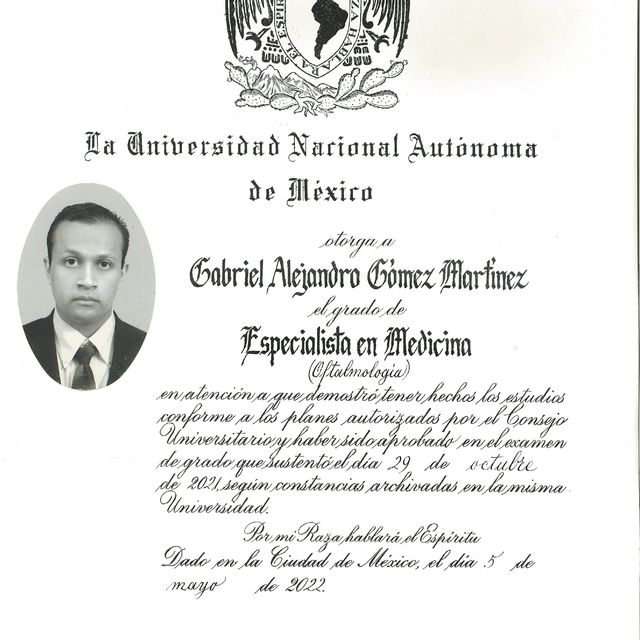 EL ESPIR
ZA HABLARA
La Universidad Nacional Autónoma
de México
otorga a
Gabriel Alejandro Gómez Martínez
el grado de
Especialista en Medicina
(Oftalmología)
en atención a que demostró tener hechos los estudios
conforme a los planes autorizados por el Consejo
Universitario y haber sido aprobado en el examen
de grado que sustentó el día 29 de octubre
de 2021, según constancias archivadas en la misma
Universidad.
Por mi Raza hablará el Espíritu
Dado en la Ciudad de México, el día 5 de
mayo de 2022.